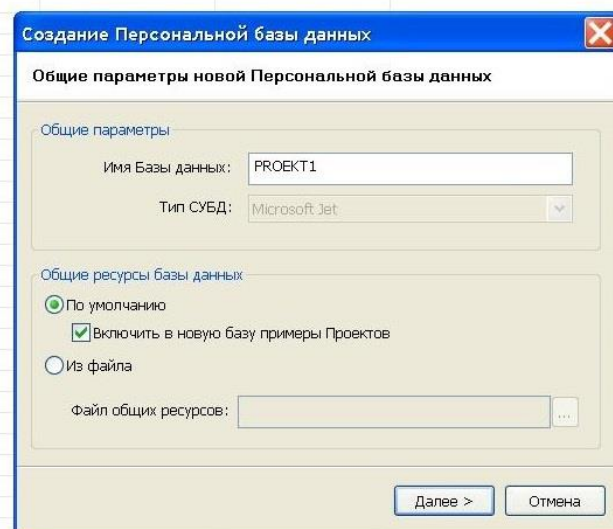 Создание Персональной базы данных
Общие параметры новой Персональной базы данных
Общие параметры
Имя Базы данных: PROEKT1
Тип СУБД: Microsoft Jet
Общие ресурсы базы данных
По умолчанию
Включить в новую базу примеры Проектов
Из файла
Файл общих ресурсов: ...
Далее > Отмена